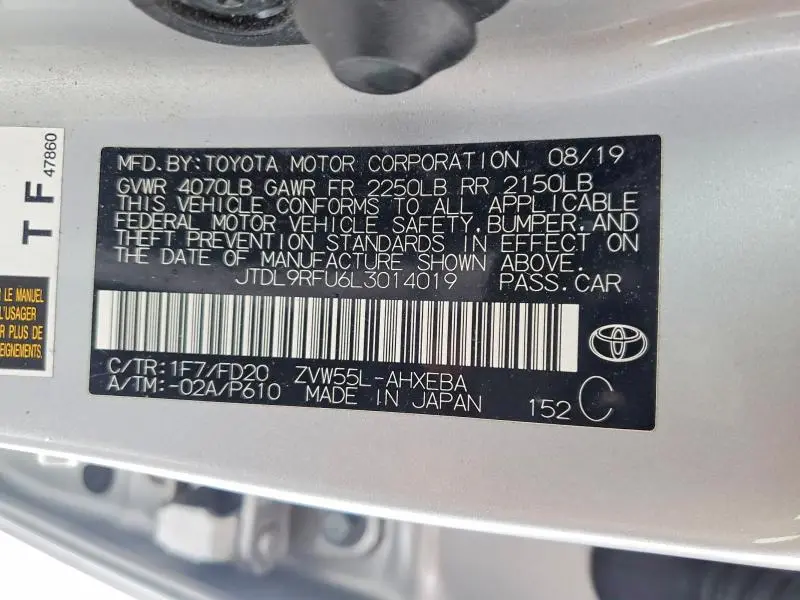 MFD. BY: TOYOTA MOTOR CORPORATION 08/19
GVWR 4070LB GAWR FR 2250LB RR 2150LB
THIS VEHICLE CONFORMS TO ALL APPLICABLE
FEDERAL MOTOR VEHICLE SAFETY, BUMPER, AND
THEFT PREVENTION STANDARDS IN EFFECT ON
THE DATE OF MANUFACTURE SHOWN ABOVE.
JTDL9RFU6L3014019 PASS.CAR
C/TR: 1F7/FD20 ZVW55L-AHXEBA
A/TM: -02A/P610 MADE IN JAPAN 152 C
T F 47860
LE MANUEL
L'USAGER
R PLUS DE
EIGNEMENTS.